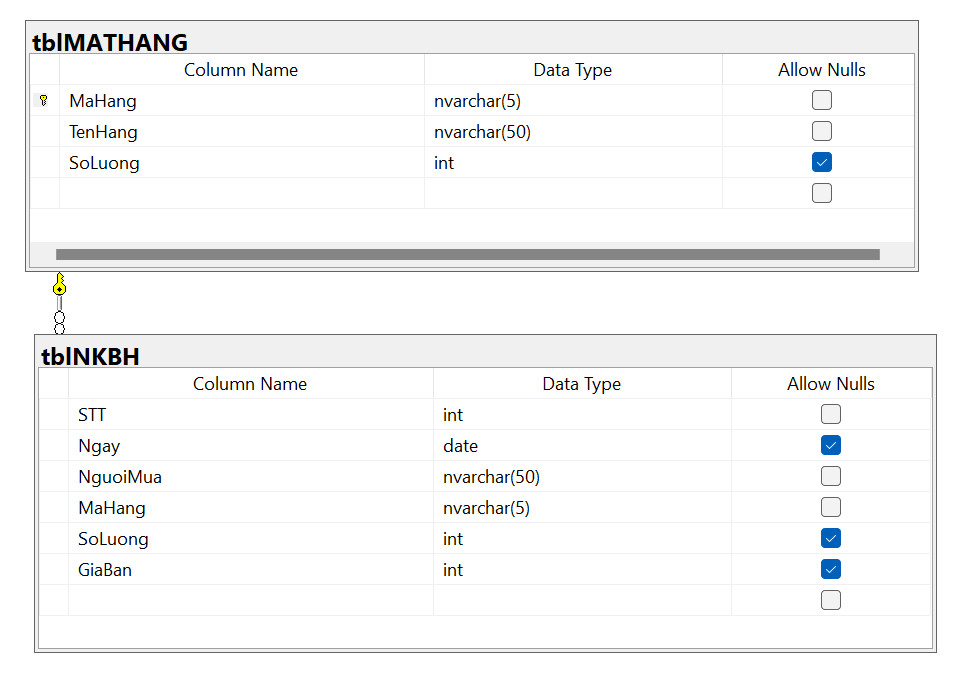 tblMATHANG
Column Name Data Type Allow Nulls
MaHang nvarchar(5)
TenHang nvarchar(50)
SoLuong int
tblNKBH
Column Name Data Type Allow Nulls
STT int
Ngay date
NguoiMua nvarchar(50)
MaHang nvarchar(5)
SoLuong int
GiaBan int